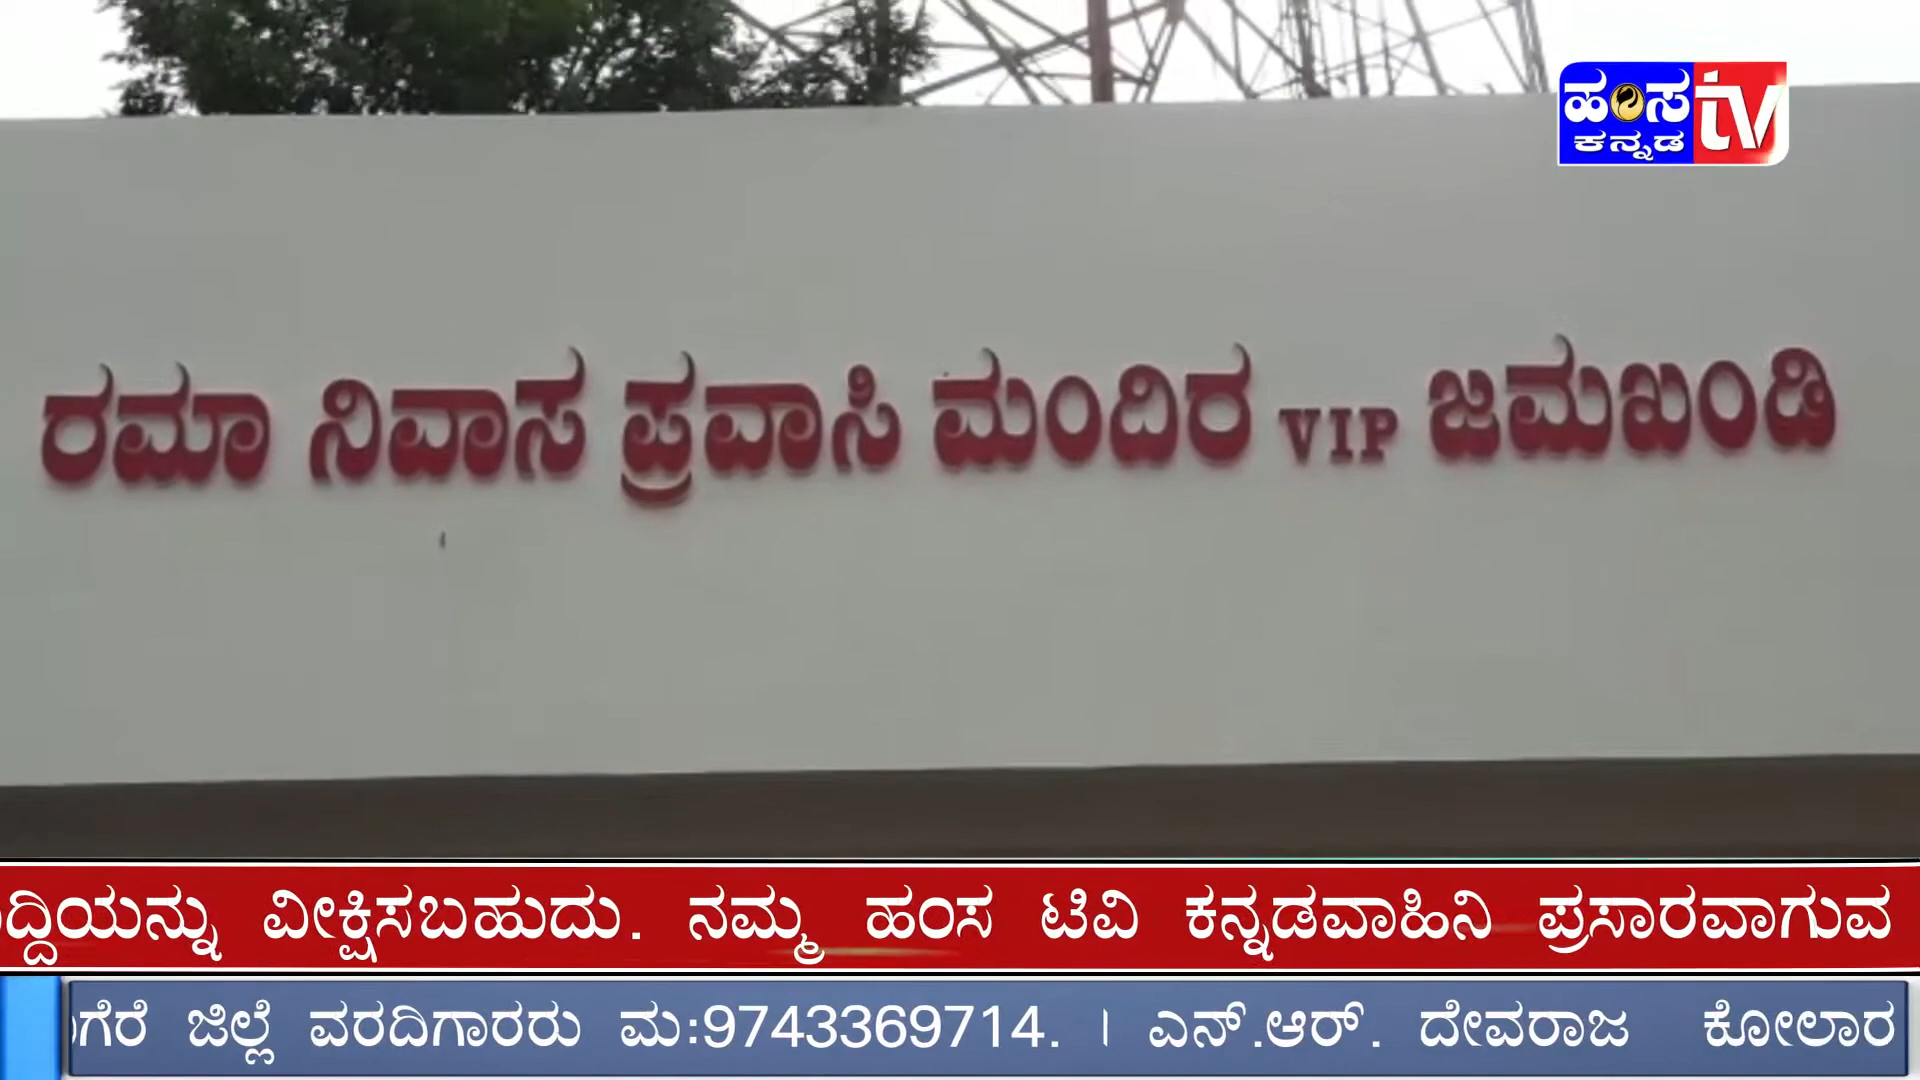 ಹಂಸ tv
ಕನ್ನಡ
ರಮಾ ನಿವಾಸ ಪ್ರವಾಸಿ ಮಂದಿರ VIP ಜಮಖಂಡಿ
ವೀಕ್ಷಿಸಬಹುದು. ನಮ್ಮ ಹಂಸ ಟಿವಿ ಕನ್ನಡವಾಹಿನಿ ಪ್ರಸಾರವಾಗುವ
ಜಿಲ್ಲೆ ವರದಿಗಾರರು ಮ:9743369714. । ಎನ್.ಆರ್. ದೇವರಾಜ ಕೋಲಾರ